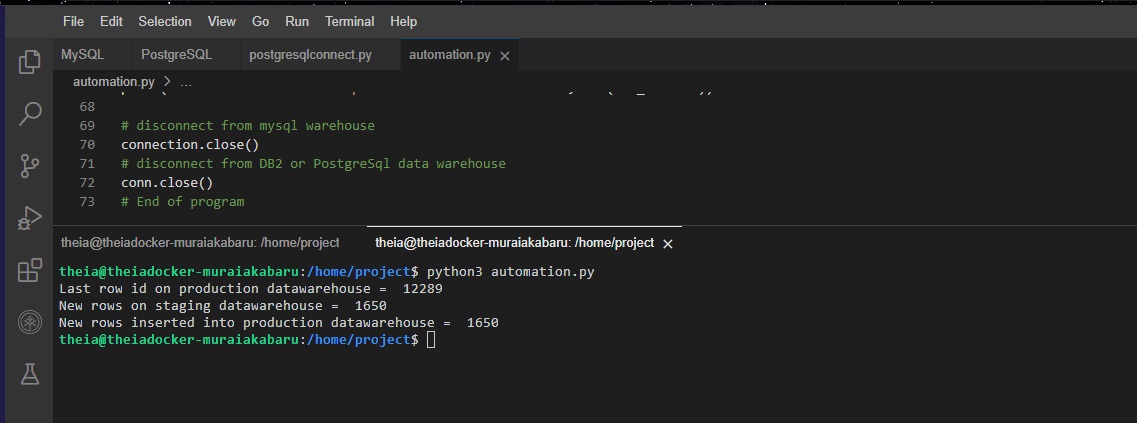 File Edit Selection View Go Run Terminal Help
MySQL PostgreSQL postgresqlconnect.py automation.py
automation.py > ...
68
69 # disconnect from mysql warehouse
70 connection.close()
71 # disconnect from DB2 or PostgreSql data warehouse
72 conn.close()
73 # End of program
theia@theiadocker-muraiakabaru: /home/project theia@theiadocker-muraiakabaru: /home/project
theia@theiadocker-muraiakabaru:/home/project$ python3 automation.py
Last row id on production datawarehouse = 12289
New rows on staging datawarehouse = 1650
New rows inserted into production datawarehouse = 1650
theia@theiadocker-muraiakabaru:/home/project$